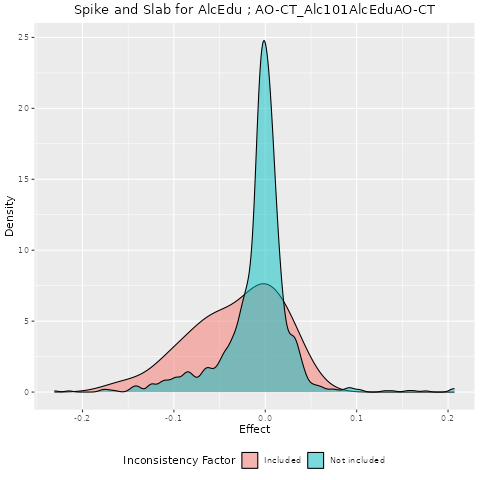 Spike and Slab for AlcEdu ; AO-CT_Alc101AlcEduAO-CT
25
20
15
10
5
0
Density
-0.2 -0.1 0.0 0.1 0.2
Effect
Inconsistency Factor Included Not included